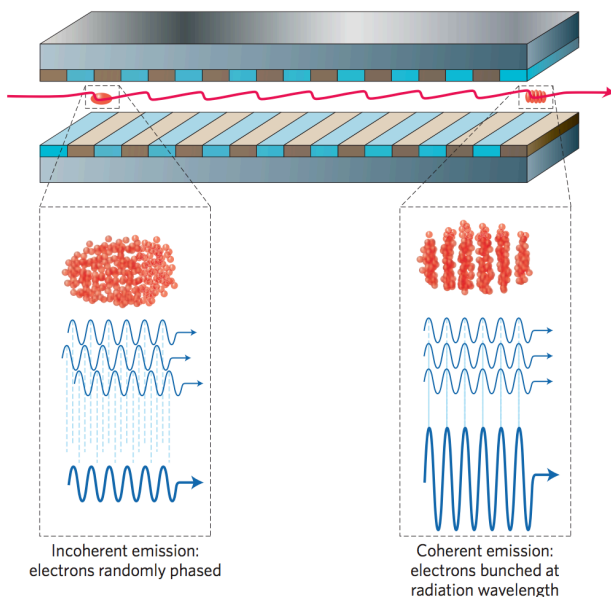 Incoherent emission:
electrons randomly phased
Coherent emission:
electrons bunched at
radiation wavelength